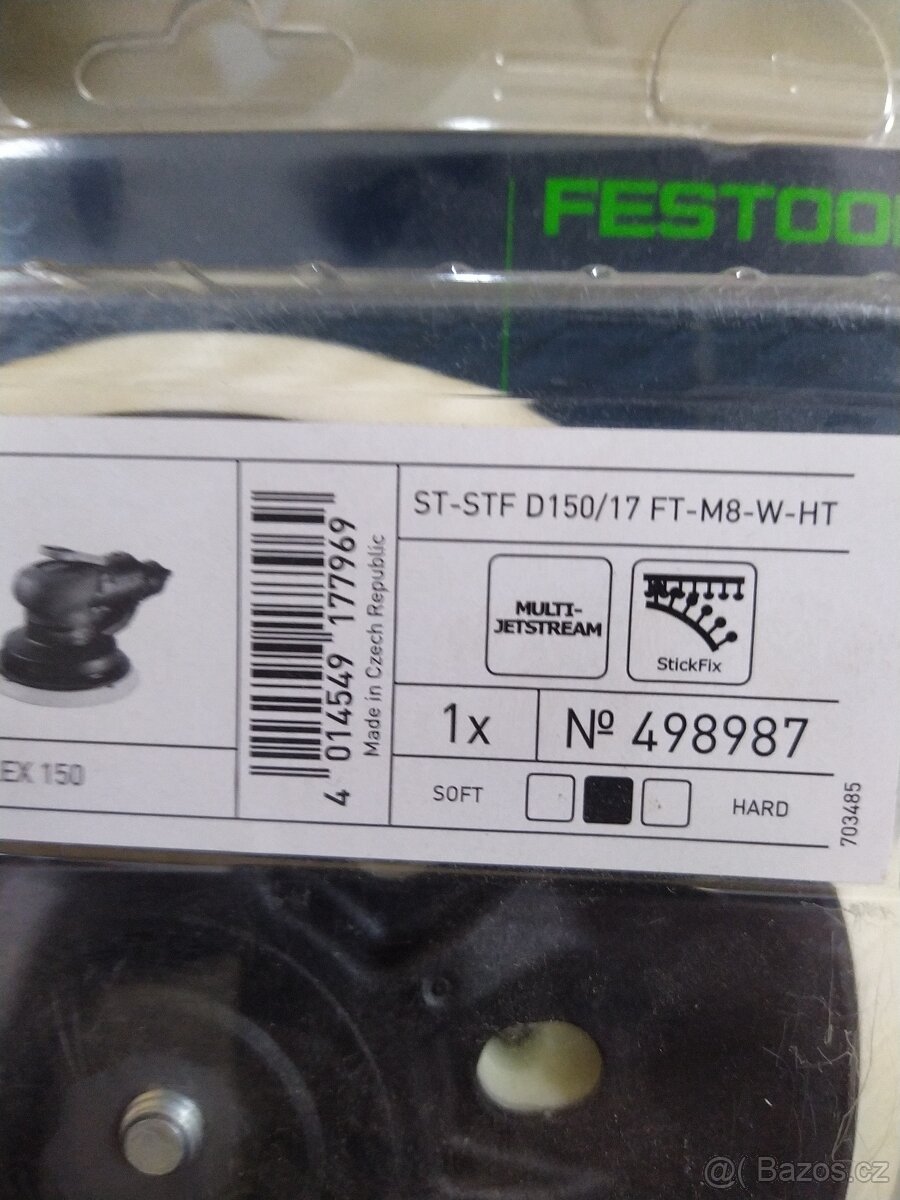 FESTOO
ST-STF D150/17 FT-M8-W-HT
MULTI-
JETSTREAM
StickFix
4 014549 177969
Made in Czech Republic
1x
Nº 498987
EX 150
SOFT
HARD
703485
@( Bazos.cz